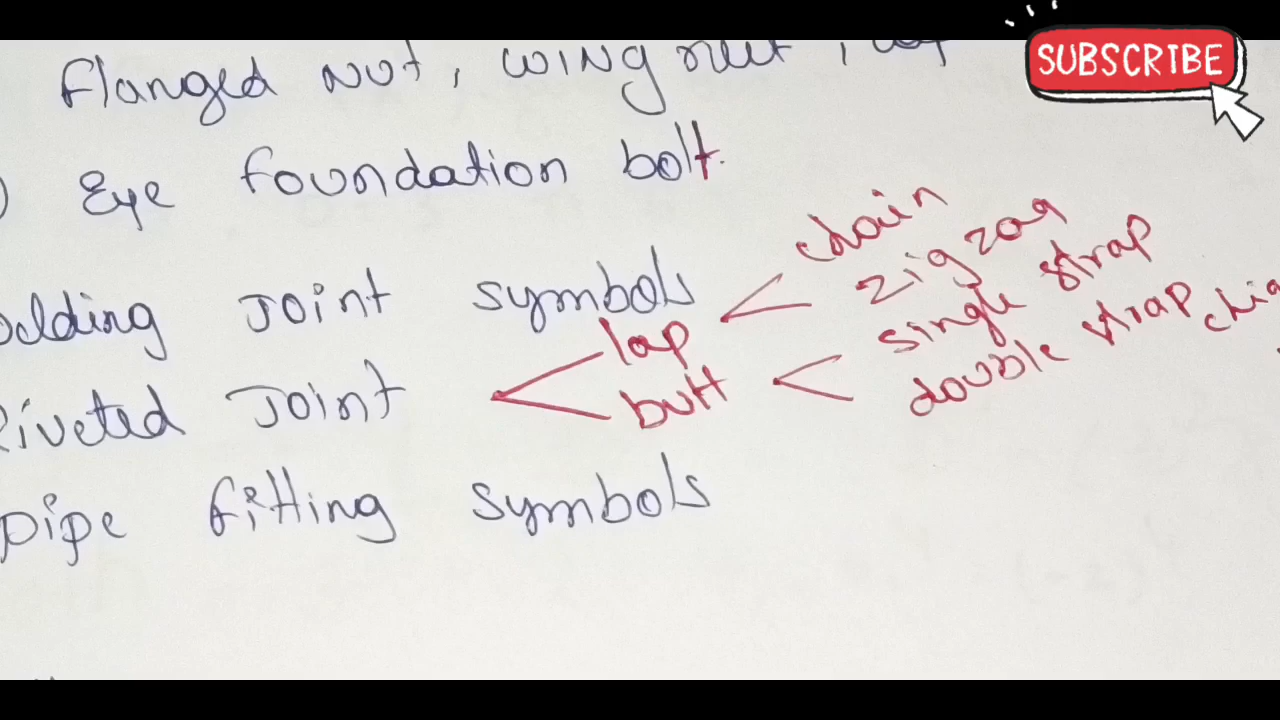 SUBSCRIBE
flanged nut, wing nut,
Eye foundation bolt.
chain
zigzag
olding Joint symbols
single strap
lap
double strap
butt
riveted Joint
pipe fitting symbols